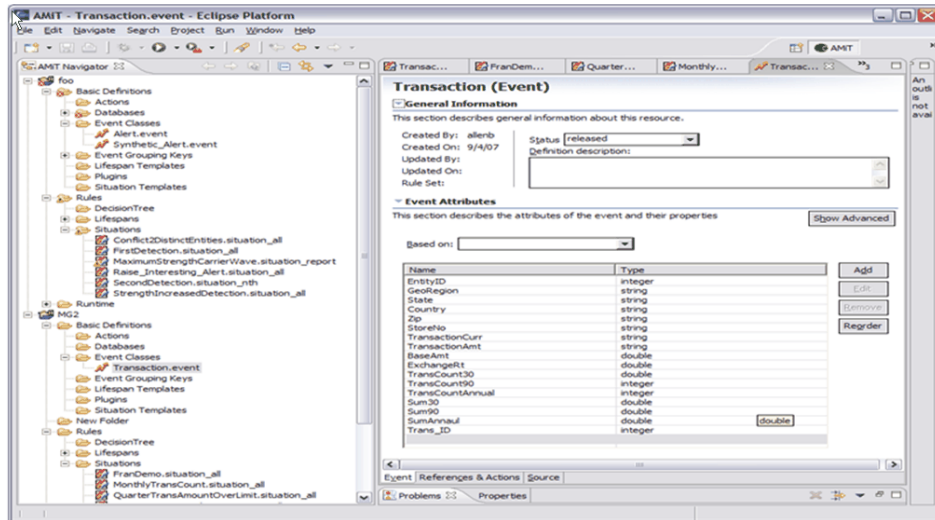 AMiT - Transaction.event - Eclipse Platform
File Edit Navigate Search Project Run Window Help
AMiT
AMiT Navigator
foo
Basic Definitions
Actions
Databases
Event Classes
Alert.event
Synthetic_Alert.event
Event Grouping Keys
Lifespan Templates
Plugins
Situation Templates
Rules
DecisionTree
Lifespans
Situations
Conflict2DistinctEntities.situation_all
FirstDetection.situation_all
MaximumStrengthCarrierWave.situation_report
Raise_Interesting_Alert.situation_all
SecondDetection.situation_nth
StrengthIncreasedDetection.situation_all
Runtime
MG2
Basic Definitions
Actions
Databases
Event Classes
Transaction.event
Event Grouping Keys
Lifespan Templates
Plugins
Situation Templates
New Folder
Rules
DecisionTree
Lifespans
Situations
FranDemo.situation_all
MonthlyTransCount.situation_all
QuarterTransAmountOverLimit.situation_all
Transac... FranDem... Quarter... Monthly... Transac...
Transaction (Event)
General Information
This section describes general information about this resource.
Created By: allenb
Created On: 9/4/07
Updated By:
Updated On:
Rule Set:
Status released
Definition description:
Event Attributes
This section describes the attributes of the event and their properties
Show Advanced
Based on:
Name Type
EntityID integer
GeoRegion string
State string
Country string
Zip string
StoreNo string
TransactionCurr string
TransactionAmt string
BaseAmt double
ExchangeRt double
TransCount30 double
TransCount90 integer
TransCountAnnual integer
Sum30 double
Sum90 double
SumAnnaul double double
Trans_ID integer
Add
Edit
Remove
Reorder
Event References & Actions Source
Problems Properties
An
outli
is
not
avai